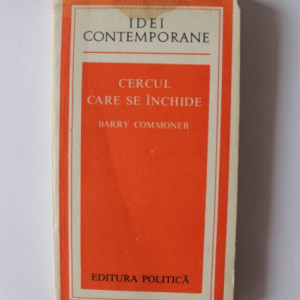 IDEI
CONTEMPORANE
CERCUL
CARE SE ÎNCHIDE
BARRY COMMONER
EDITURA POLITICĂ